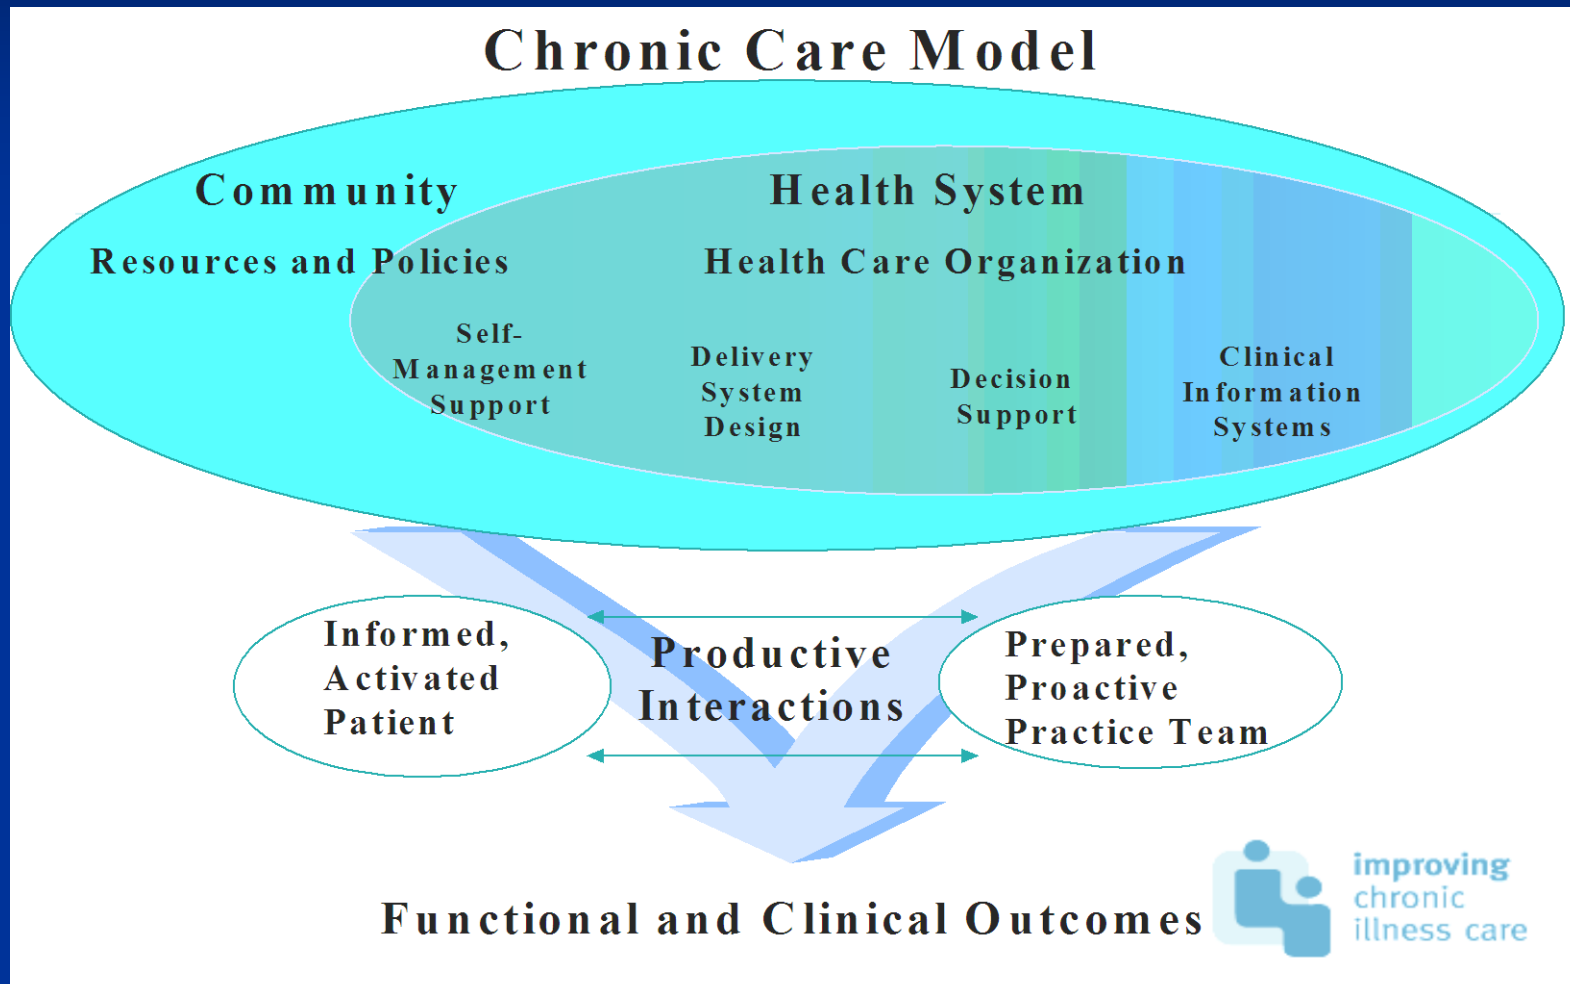 Chronic Care Model
Community
Health System
Resources and Policies
Health Care Organization
Self-
Management
Support
Delivery
System
Design
Decision
Support
Clinical
Information
Systems
Informed,
Activated
Patient
Productive
Interactions
Prepared,
Proactive
Practice Team
Functional and Clinical Outcomes
improving
chronic
illness care